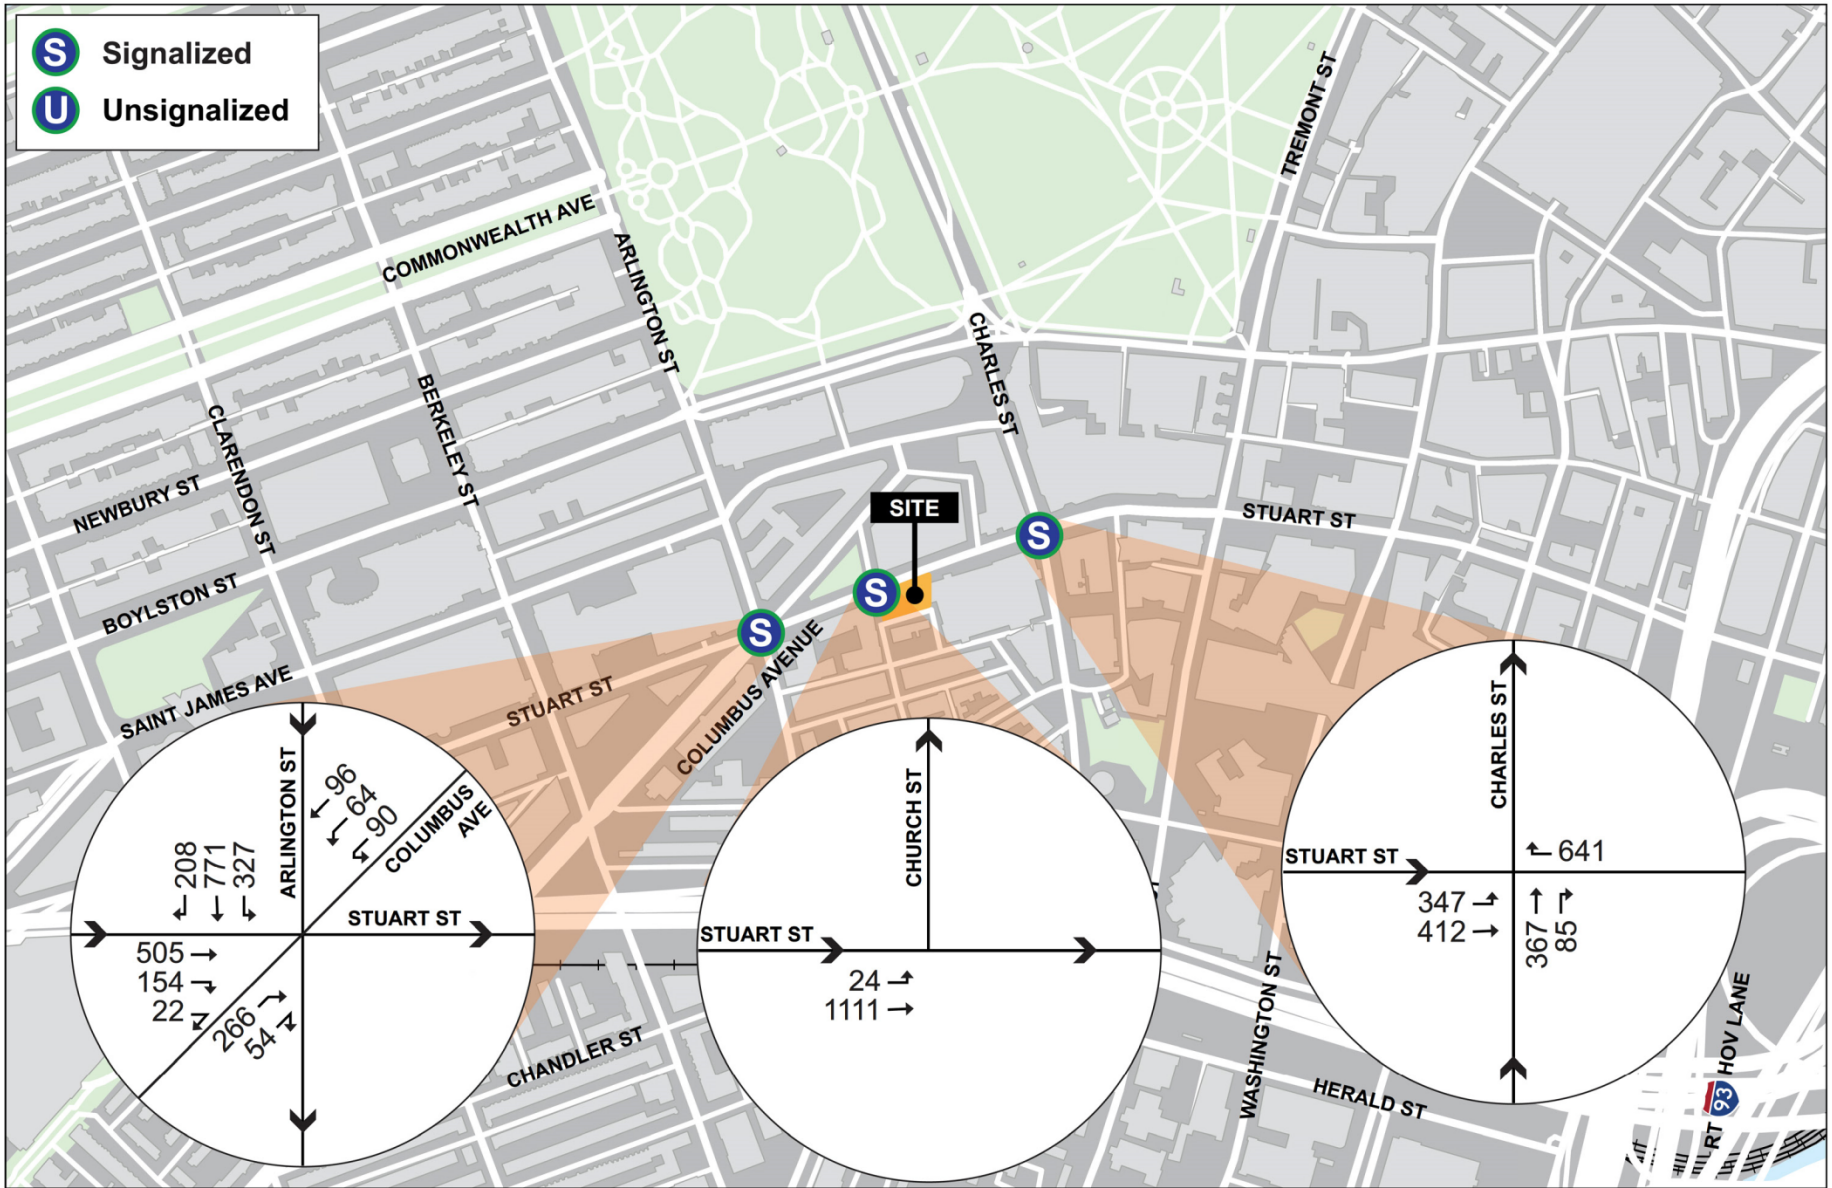 S Signalized
U Unsignalized
TREMONT ST
COMMONWEALTH AVE
ARLINGTON ST
CHARLES ST
BERKELEY ST
CLARENDON ST
NEWBURY ST
SITE
STUART ST
S
S
S
BOYLSTON ST
SAINT JAMES AVE
STUART ST
COLUMBUS AVENUE
ARLINGTON ST
96
64
90
COLUMBUS
AVE
208
771
327
STUART ST
505
154
22
266
54
CHURCH ST
STUART ST
24
1111
CHARLES ST
641
STUART ST
347
412
367
85
CHANDLER ST
WASHINGTON ST
HERALD ST
RT 93 HOV LANE